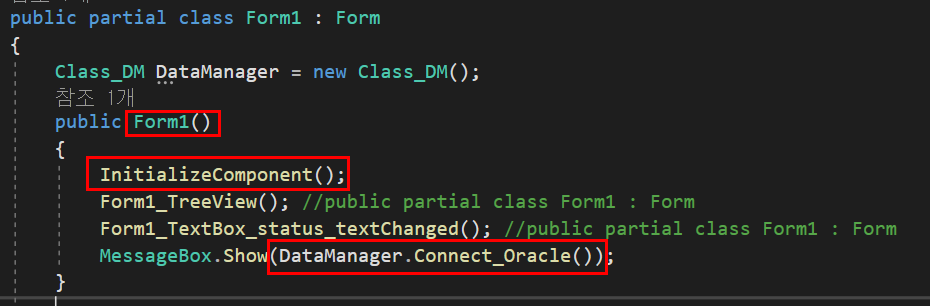 public partial class Form1 : Form
{
Class_DM DataManager = new Class_DM();
참조 1개
public Form1()
{
InitializeComponent();
Form1_TreeView(); //public partial class Form1 : Form
Form1_TextBox_status_textChanged(); //public partial class Form1 : Form
MessageBox.Show(DataManager.Connect_Oracle());
}